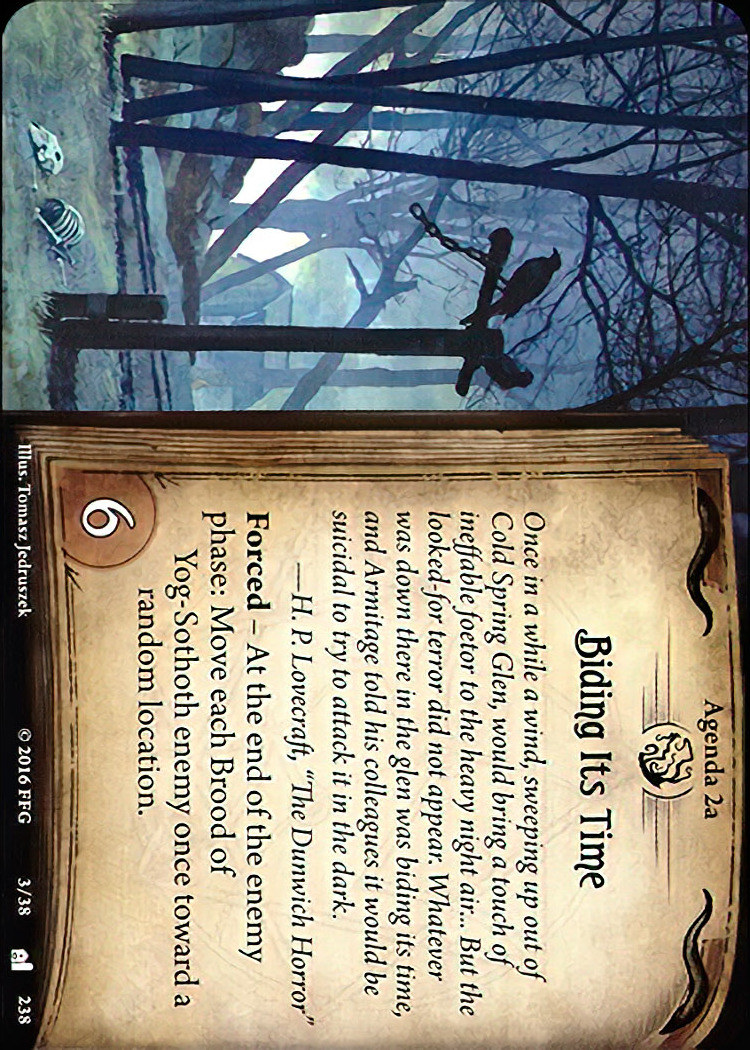 Agenda 2a
Biding Its Time
Once in a while a wind, sweeping up out of
Cold Spring Glen, would bring a touch of
ineffable foetor to the heavy night air... But the
looked-for terror did not appear. Whatever
was down there in the glen was biding its time,
and Armitage told his colleagues it would be
suicidal to try to attack it in the dark.
—H. P. Lovecraft, “The Dunwich Horror”
Forced – At the end of the enemy
phase: Move each Brood of
Yog-Sothoth enemy once toward a
random location.
6
Illus. Tomasz Jedruszek
© 2016 FFG
3/38
238